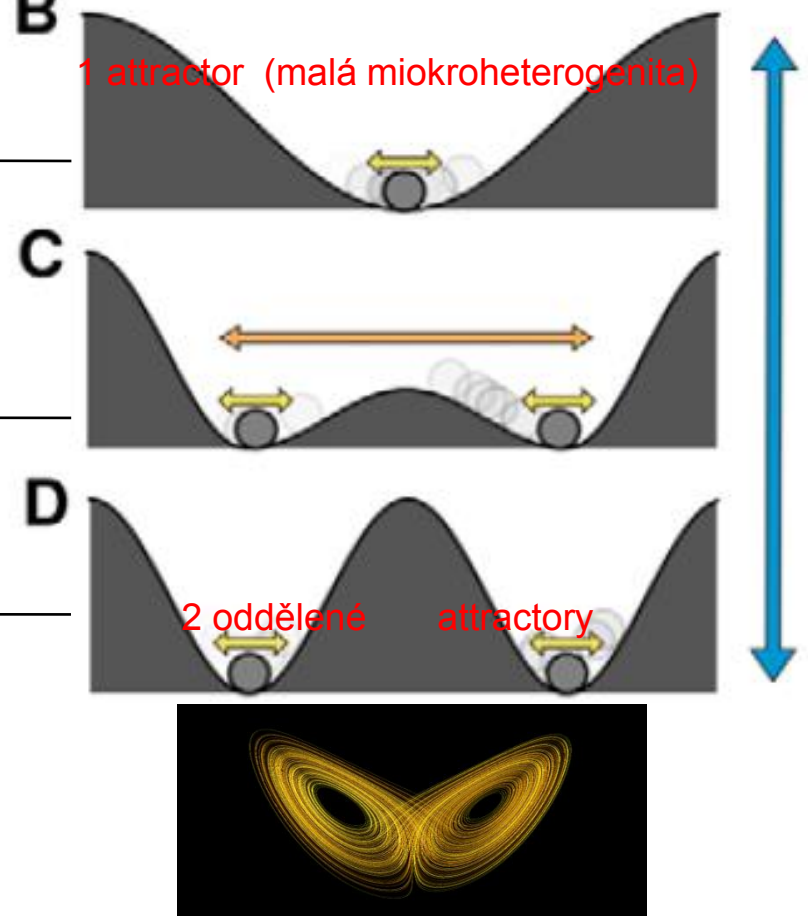 B
1 attractor (malá miokroheterogenita)
C
D
2 oddělené attractory